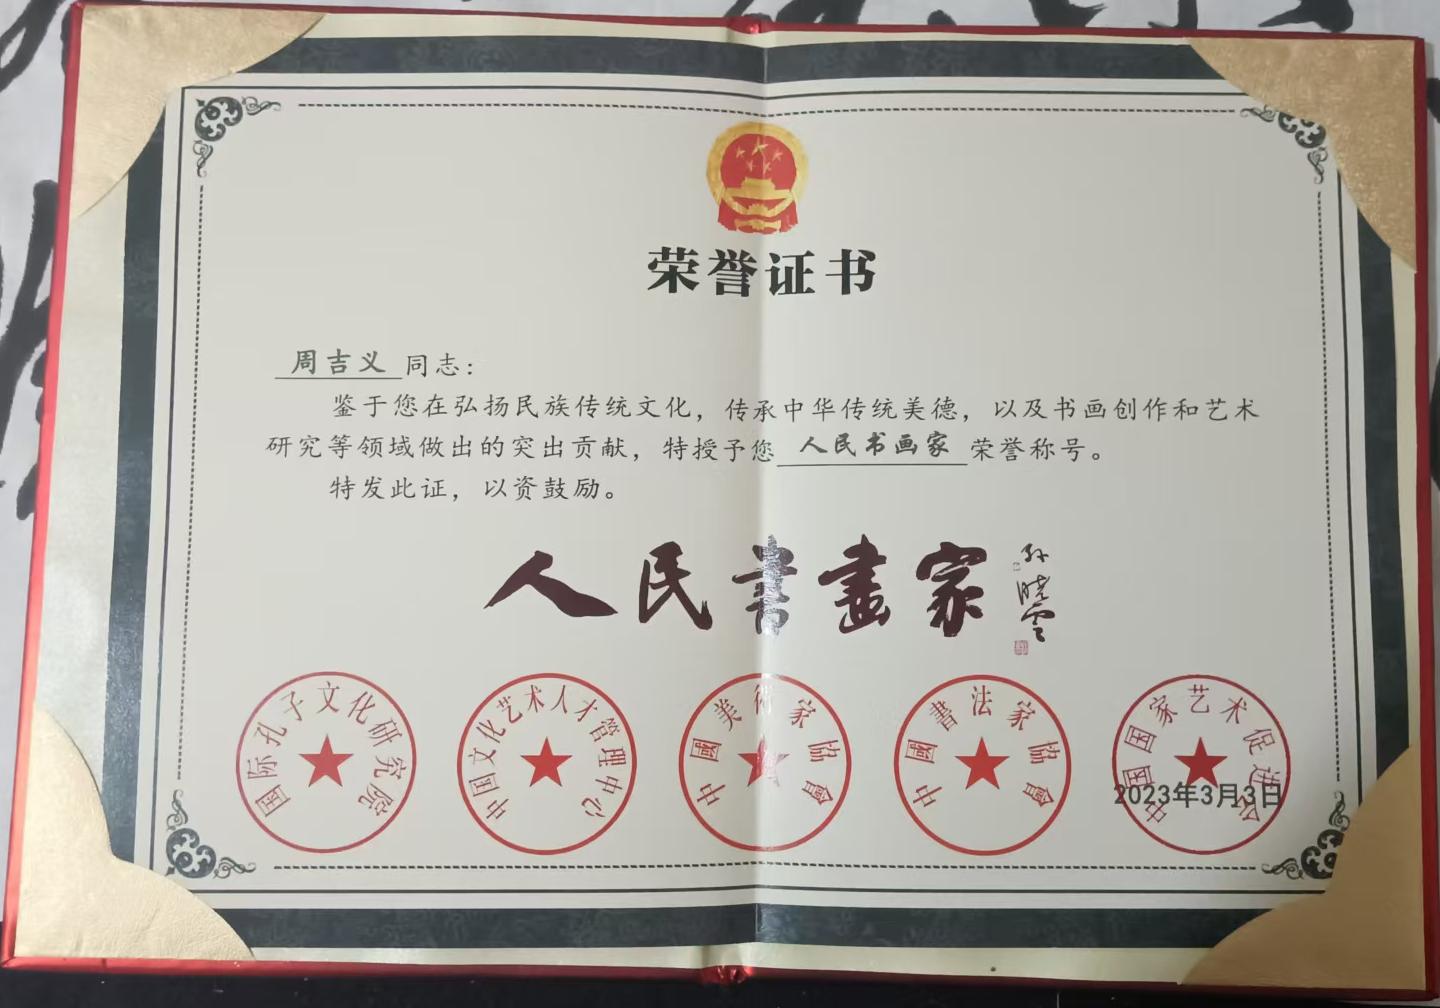 荣誉证书
周吉义 同志：
鉴于您在弘扬民族传统文化，传承中华传统美德，以及书画创作和艺术
研究等领域做出的突出贡献，特授予您 人民书画家 荣誉称号。
特发此证，以资鼓励。
人民書畫家 孙晓云
国际孔子文化研究院
中国文化艺术人才管理中心
中國美術家協會
中國書法家協會
中国国家艺术促进会
2023年3月3日